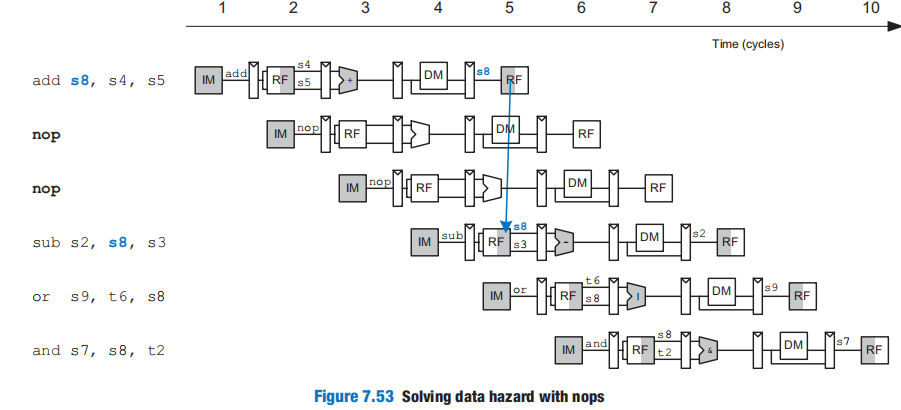 1 2 3 4 5 6 7 8 9 10
Time (cycles)
add s8, s4, s5 IM add RF s4 s5 + DM s8 RF
nop IM nop RF DM RF
nop IM nop RF DM RF
sub s2, s8, s3 IM sub RF s8 s3 - DM s2 RF
or s9, t6, s8 IM or RF t6 s8 | DM s9 RF
and s7, s8, t2 IM and RF s8 t2 & DM s7 RF
Figure 7.53 Solving data hazard with nops